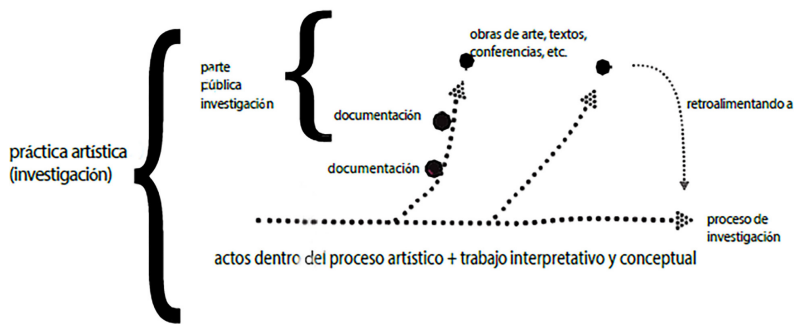 obras de arte, textos,
conferencias, etc.
parte
pública
investigación
documentación
retroalimentando a
práctica artística
(investigación)
documentación
proceso de
investigación
actos dentro del proceso artístico + trabajo interpretativo y conceptual